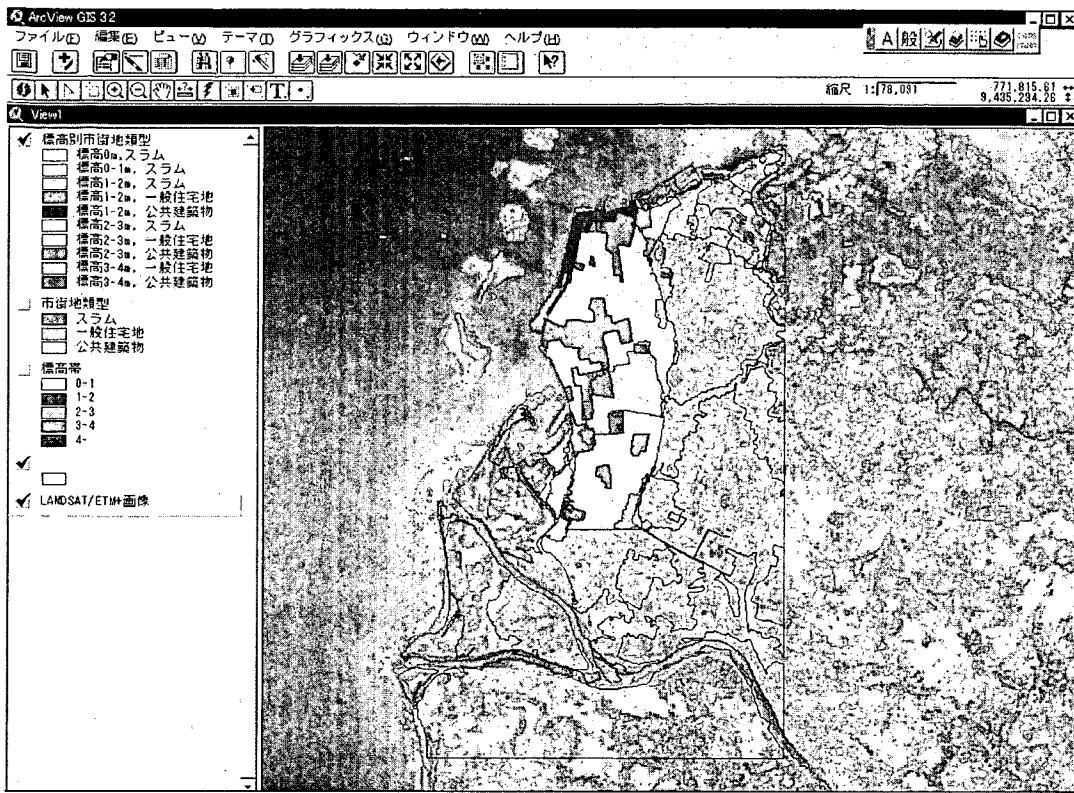 ArcView GIS 3.2
ファイル(F) 編集(E) ビュー(V) テーマ(T) グラフィックス(G) ウィンドウ(W) ヘルプ(H)
A 般
縮尺 1:78,091
771,815.61
9,435,294.26
View1
標高別市街地類型
標高0m,スラム
標高0-1m, スラム
標高1-2m, スラム
標高1-2m, 一般住宅地
標高1-2m, 公共建築物
標高2-3m, スラム
標高2-3m, 一般住宅地
標高2-3m, 公共建築物
標高3-4m, 一般住宅地
標高3-4m, 公共建築物
市街地類型
スラム
一般住宅地
公共建築物
標高帯
0-1
1-2
2-3
3-4
4-
LANDSAT/ETM+画像